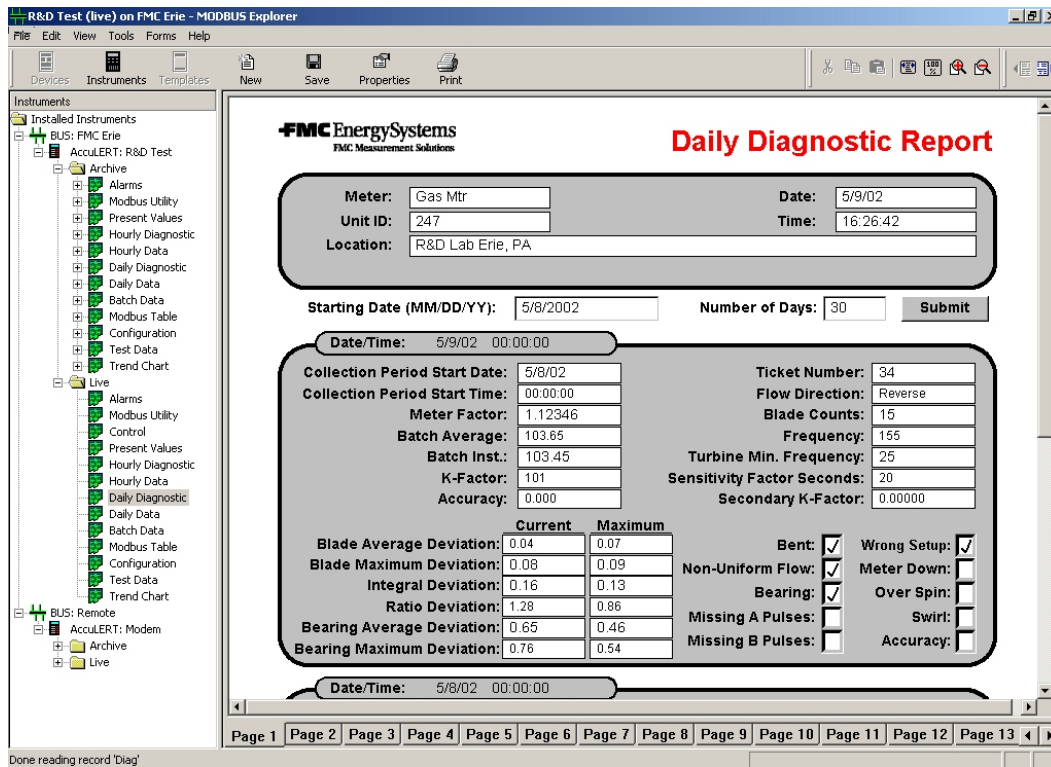 R&D Test (live) on FMC Erie - MODBUS Explorer
File Edit View Tools Forms Help
Devices Instruments Templates New Save Properties Print
Instruments
Installed Instruments
BUS: FMC Erie
AccuLERT: R&D Test
Archive
Alarms
Modbus Utility
Present Values
Hourly Diagnostic
Hourly Data
Daily Diagnostic
Daily Data
Batch Data
Modbus Table
Configuration
Test Data
Trend Chart
Live
Alarms
Modbus Utility
Control
Present Values
Hourly Diagnostic
Hourly Data
Daily Diagnostic
Daily Data
Batch Data
Modbus Table
Configuration
Test Data
Trend Chart
BUS: Remote
AccuLERT: Modem
Archive
Live
FMC EnergySystems
FMC Measurement Solutions
Daily Diagnostic Report
Meter: Gas Mtr Date: 5/9/02
Unit ID: 247 Time: 16:26:42
Location: R&D Lab Erie, PA
Starting Date (MM/DD/YY): 5/8/2002 Number of Days: 30 Submit
Date/Time: 5/9/02 00:00:00
Collection Period Start Date: 5/8/02 Ticket Number: 34
Collection Period Start Time: 00:00:00 Flow Direction: Reverse
Meter Factor: 1.12346 Blade Counts: 15
Batch Average: 103.65 Frequency: 155
Batch Inst.: 103.45 Turbine Min. Frequency: 25
K-Factor: 101 Sensitivity Factor Seconds: 20
Accuracy: 0.000 Secondary K-Factor: 0.00000
Current Maximum
Blade Average Deviation: 0.04 0.07 Bent: Wrong Setup:
Blade Maximum Deviation: 0.08 0.09 Non-Uniform Flow: Meter Down:
Integral Deviation: 0.16 0.13 Bearing: Over Spin:
Ratio Deviation: 1.28 0.86 Missing A Pulses: Swirl:
Bearing Average Deviation: 0.65 0.46 Missing B Pulses: Accuracy:
Bearing Maximum Deviation: 0.76 0.54
Date/Time: 5/8/02 00:00:00
Page 1 Page 2 Page 3 Page 4 Page 5 Page 6 Page 7 Page 8 Page 9 Page 10 Page 11 Page 12 Page 13
Done reading record 'Diag'